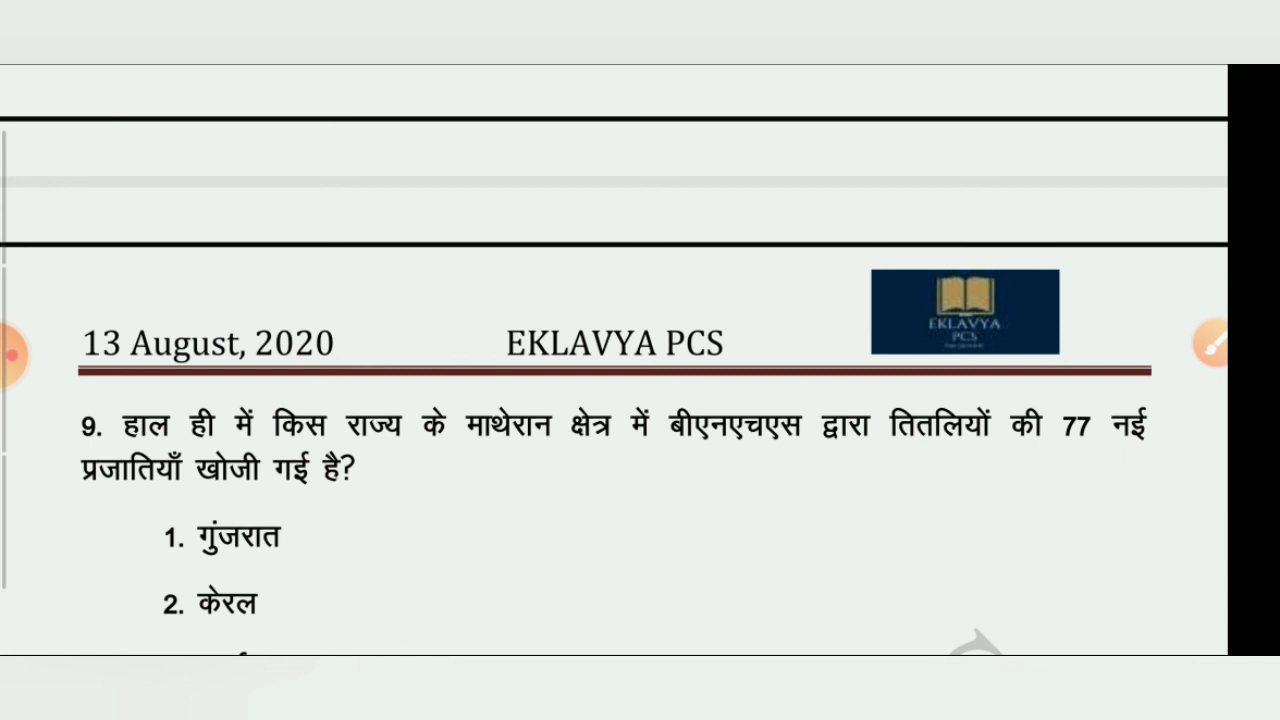 13 August, 2020 EKLAVYA PCS
EKLAVYA
PCS
9. हाल ही में किस राज्य के माथेरान क्षेत्र में बीएनएचएस द्वारा तितलियों की 77 नई
प्रजातियाँ खोजी गई है?
1. गुंजरात
2. केरल